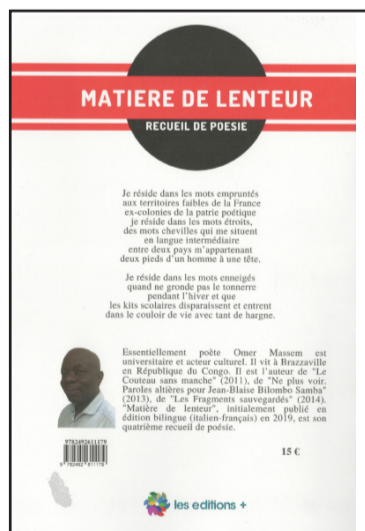 MATIERE DE LENTEUR
RECUEIL DE POESIE
Je réside dans les mots empruntés
aux territoires faibles de la France
ex-colonies de la patrie poétique
je réside dans les mots étroits,
des mots chevilles qui me situent
en langue intermédiaire
entre deux pays m'appartenant
deux pieds d'un homme à une tête.
Je réside dans les mots enneigés
quand ne gronde pas le tonnerre
pendant l'hiver et que
les kits scolaires disparaissent et entrent
dans le couloir de vie avec tant de hargne.
Essentiellement poète Omer Massem est
universitaire et acteur culturel. Il vit à Brazzaville
en République du Congo. Il est l'auteur de "Le
Couteau sans manche" (2011), de "Ne plus voir.
Paroles altières pour Jean-Blaise Bilombo Samba"
(2013), de "Les Fragments sauvegardés" (2014).
"Matière de lenteur", initialement publié en
édition bilingue (italien-français) en 2019, est son
quatrième recueil de poésie.
9782492611179
9 782492 611179
15 €
les editions +